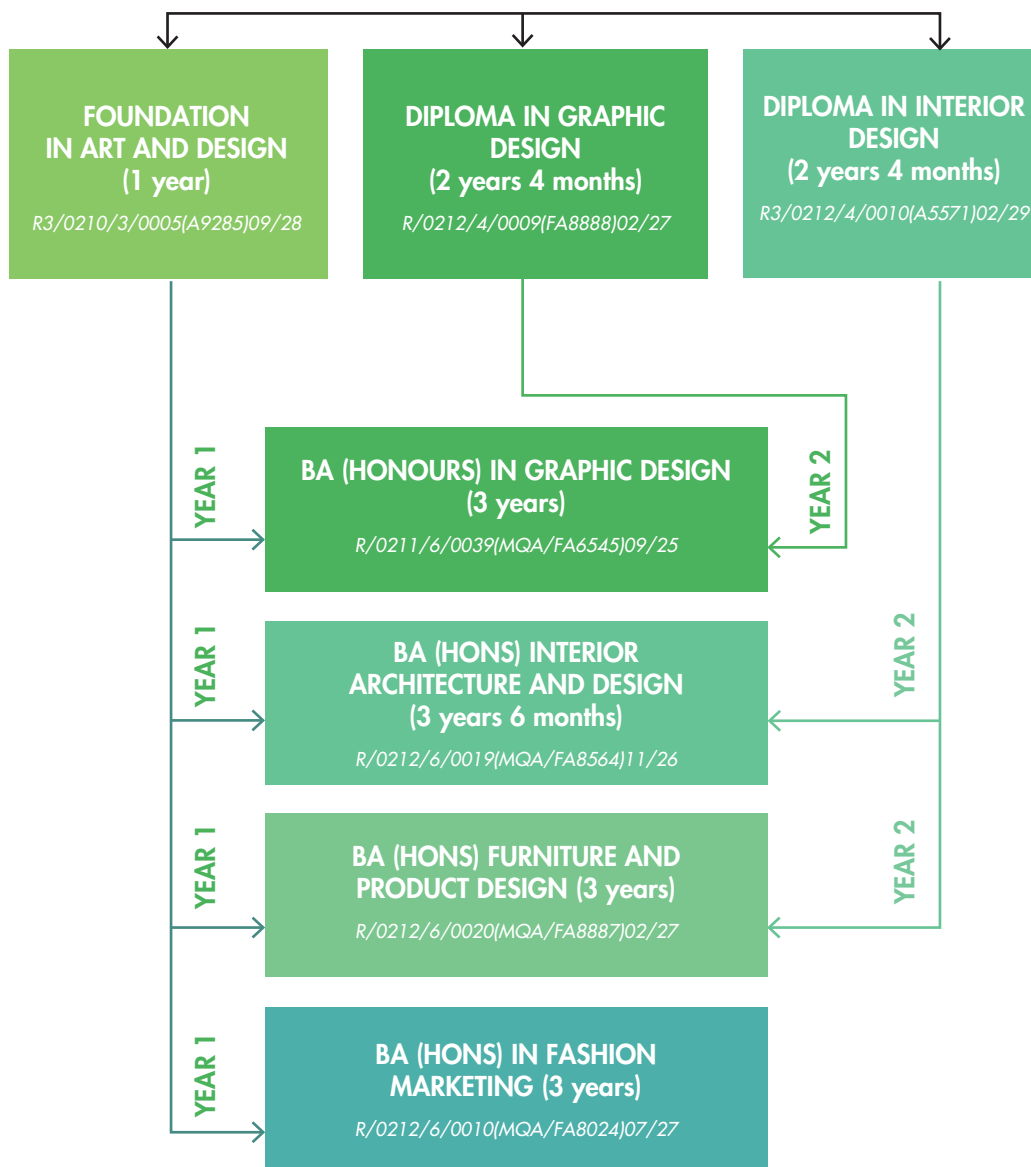 FOUNDATION
IN ART AND DESIGN
(1 year)
R3/0210/3/0005(A9285)09/28
DIPLOMA IN GRAPHIC
DESIGN
(2 years 4 months)
R/0212/4/0009(FA8888)02/27
DIPLOMA IN INTERIOR
DESIGN
(2 years 4 months)
R3/0212/4/0010(A5571)02/29
YEAR 1
BA (HONOURS) IN GRAPHIC DESIGN
(3 years)
R/0211/6/0039(MQA/FA6545)09/25
YEAR 2
YEAR 1
BA (HONS) INTERIOR
ARCHITECTURE AND DESIGN
(3 years 6 months)
R/0212/6/0019(MQA/FA8564)11/26
YEAR 2
YEAR 1
BA (HONS) FURNITURE AND
PRODUCT DESIGN (3 years)
R/0212/6/0020(MQA/FA8887)02/27
YEAR 2
YEAR 1
BA (HONS) IN FASHION
MARKETING (3 years)
R/0212/6/0010(MQA/FA8024)07/27